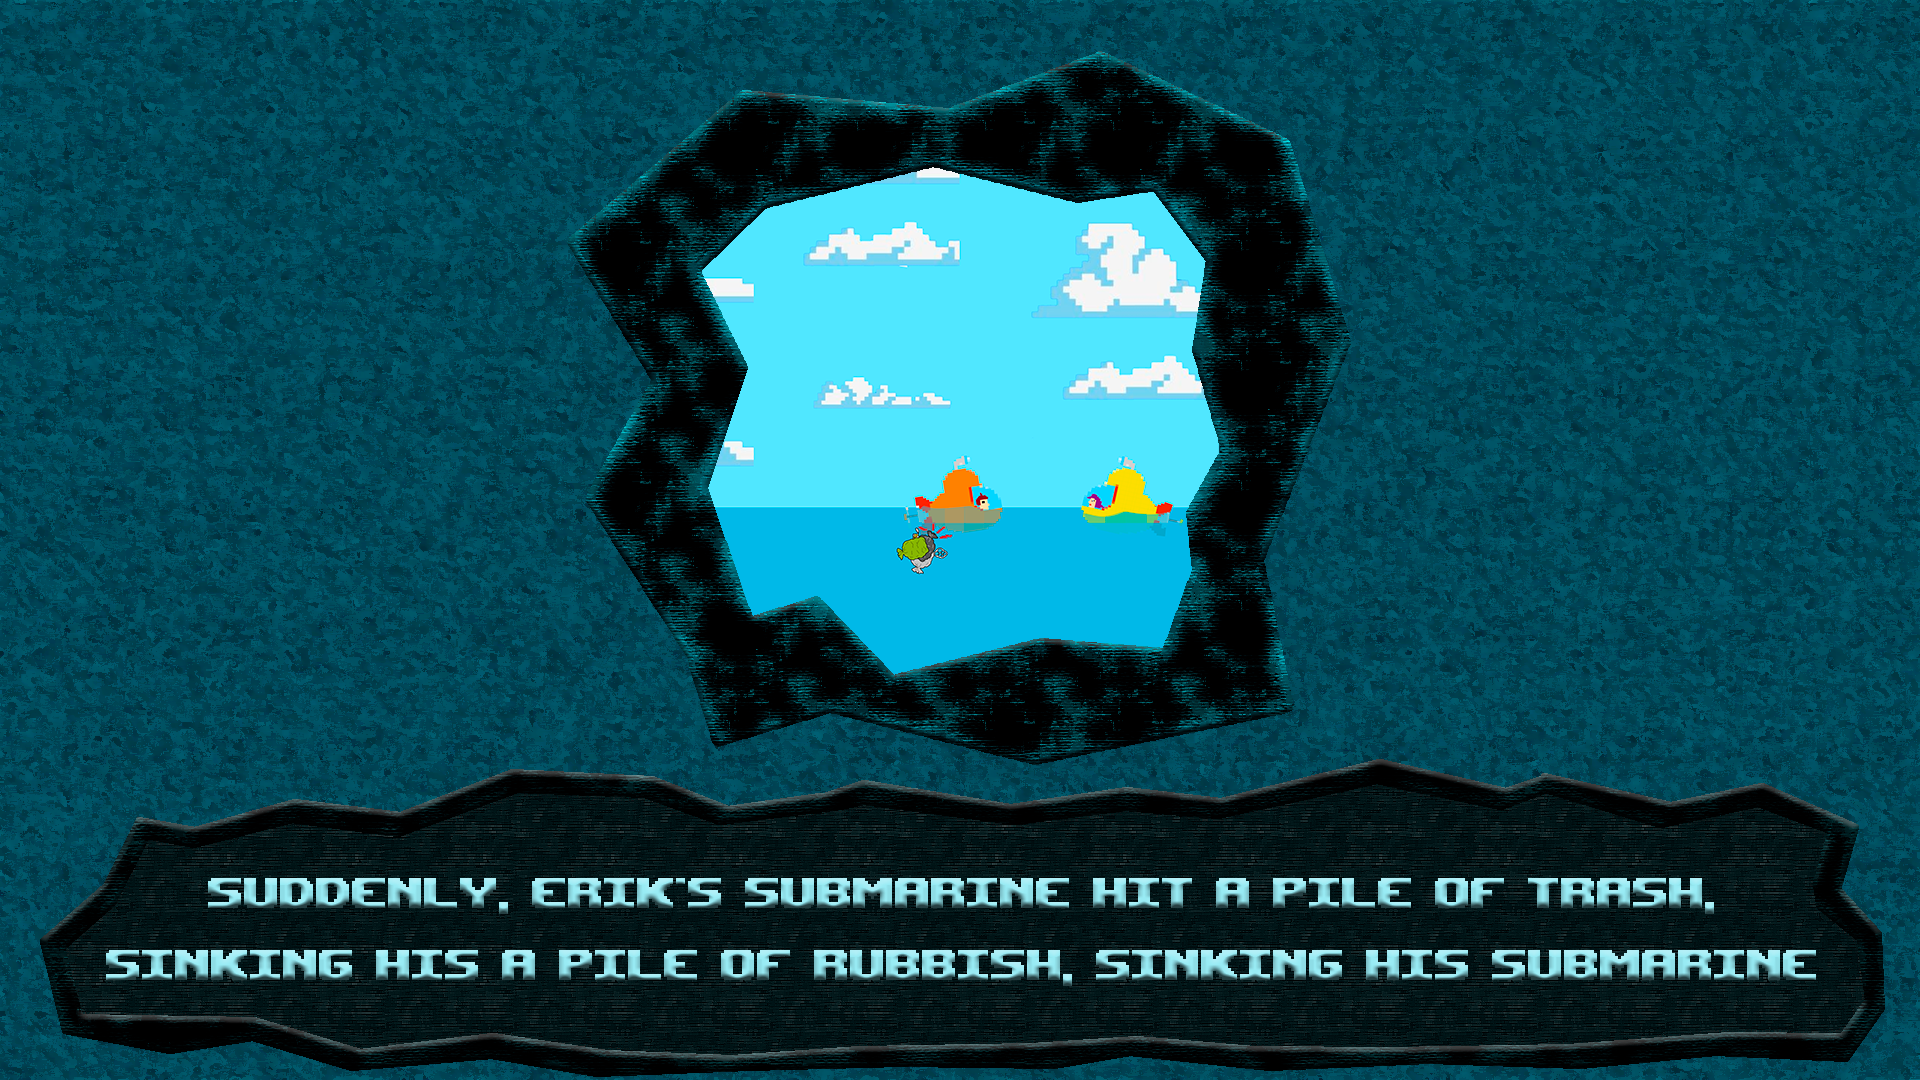 SUDDENLY, ERIK'S SUBMARINE HIT A PILE OF TRASH,
SINKING HIS A PILE OF RUBBISH, SINKING HIS SUBMARINE